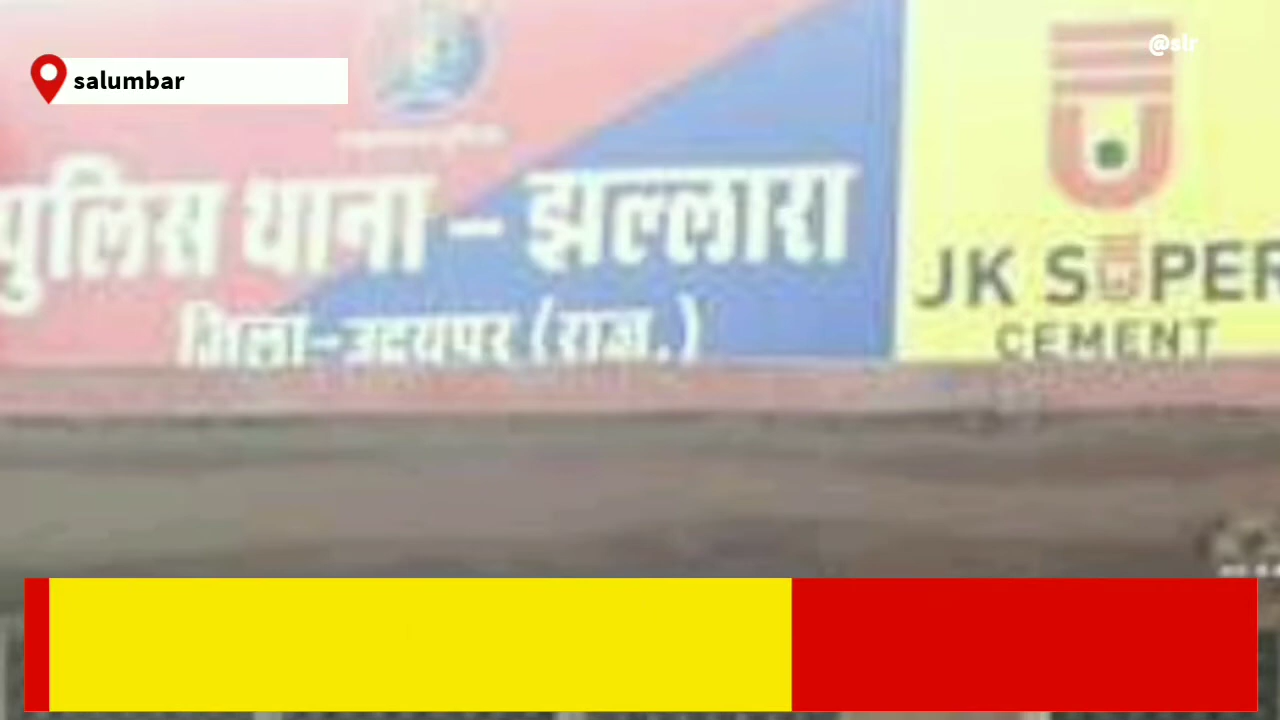 @slr
salumbar
पुलिस थाना - झल्लारा
जिला-उदयपुर (राज.)
JK SUPER
CEMENT